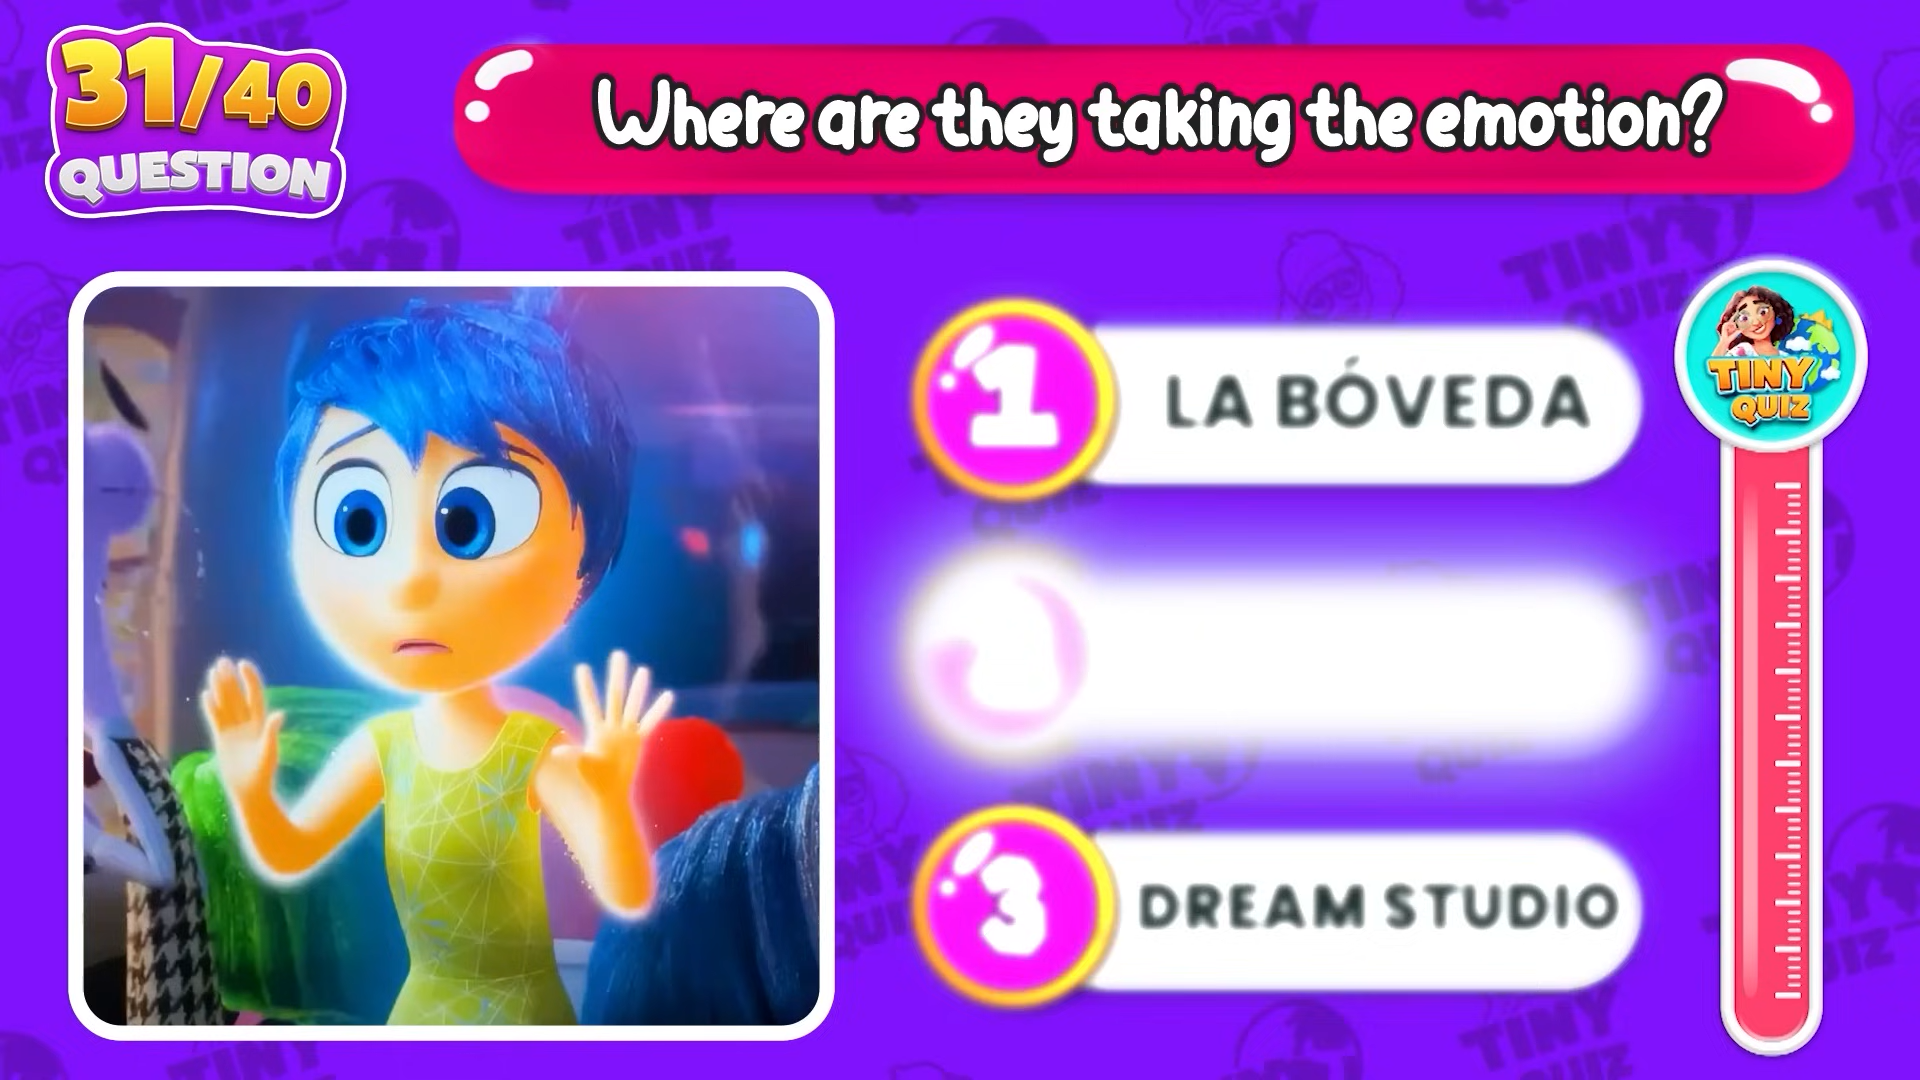 31/40
QUESTION
Where are they taking the emotion?
1
LA BÓVEDA
3
DREAM STUDIO
TINY
QUIZ